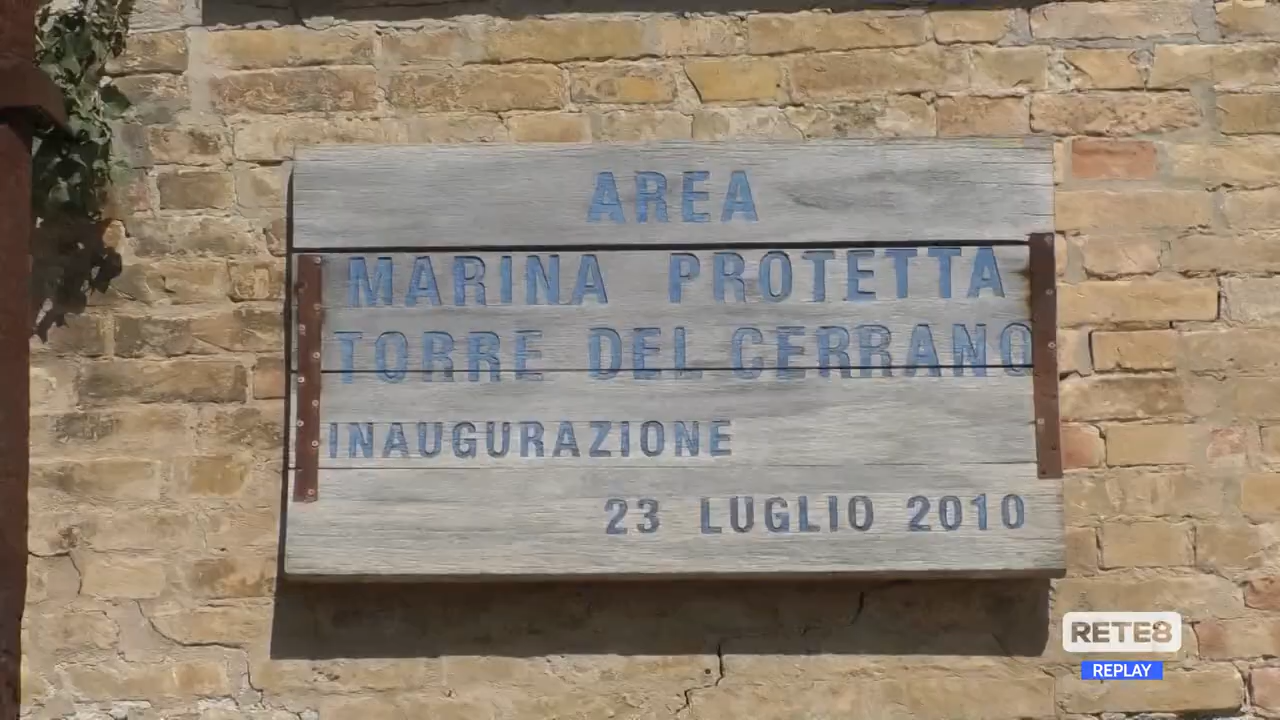 AREA
MARINA PROTETTA
TORRE DEL CERRANO
INAUGURAZIONE
23 LUGLIO 2010
RETE8
REPLAY